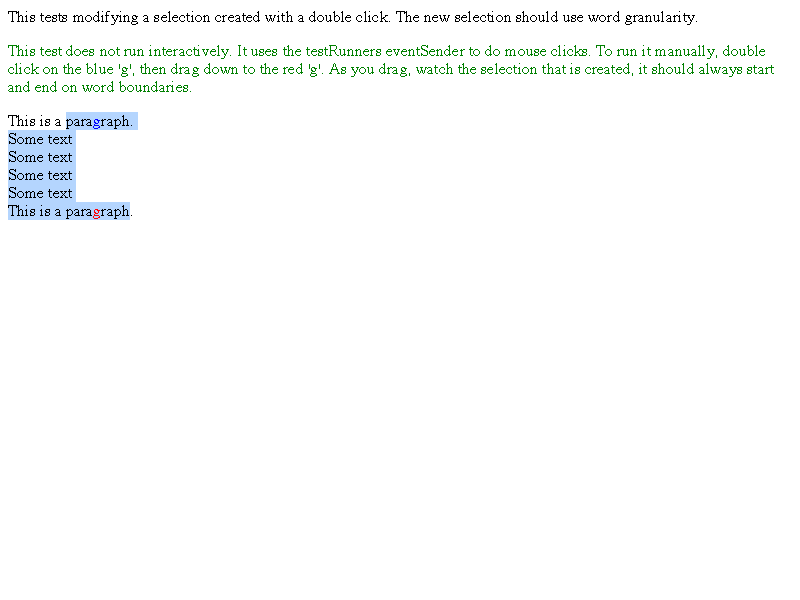 This tests modifying a selection created with a double click. The new selection should use word granularity.
This test does not run interactively. It uses the testRunners eventSender to do mouse clicks. To run it manually, double
click on the blue 'g', then drag down to the red 'g'. As you drag, watch the selection that is created, it should always start
and end on word boundaries.
This is a paragraph.
Some text
Some text
Some text
Some text
This is a paragraph.